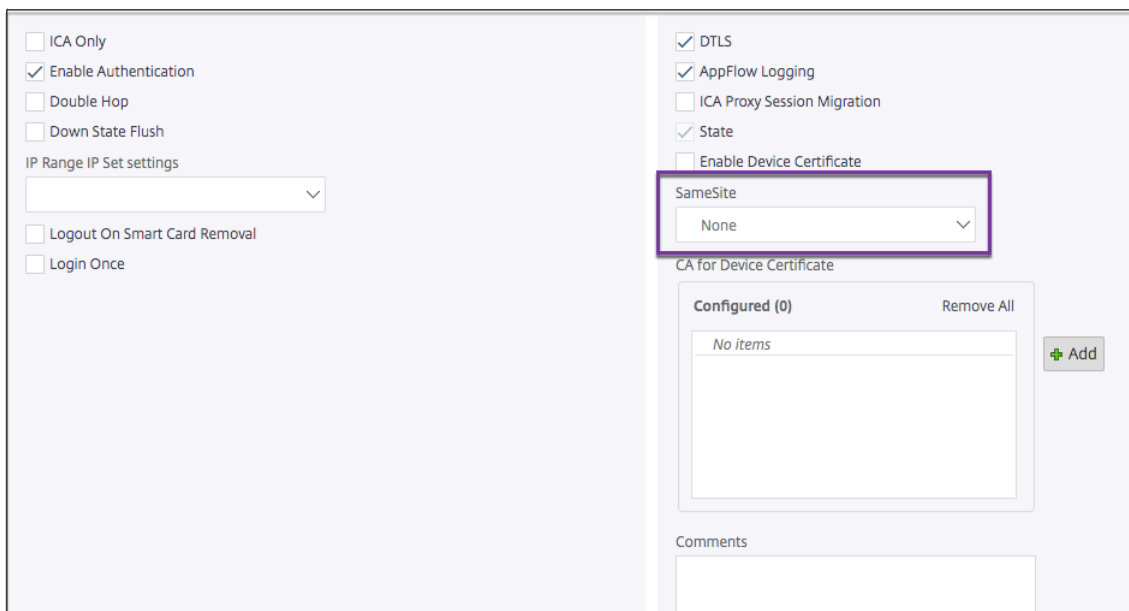 ICA Only
Enable Authentication
Double Hop
Down State Flush
IP Range IP Set settings
Logout On Smart Card Removal
Login Once
DTLS
AppFlow Logging
ICA Proxy Session Migration
State
Enable Device Certificate
SameSite
None
CA for Device Certificate
Configured (0) Remove All
No items
Add
Comments